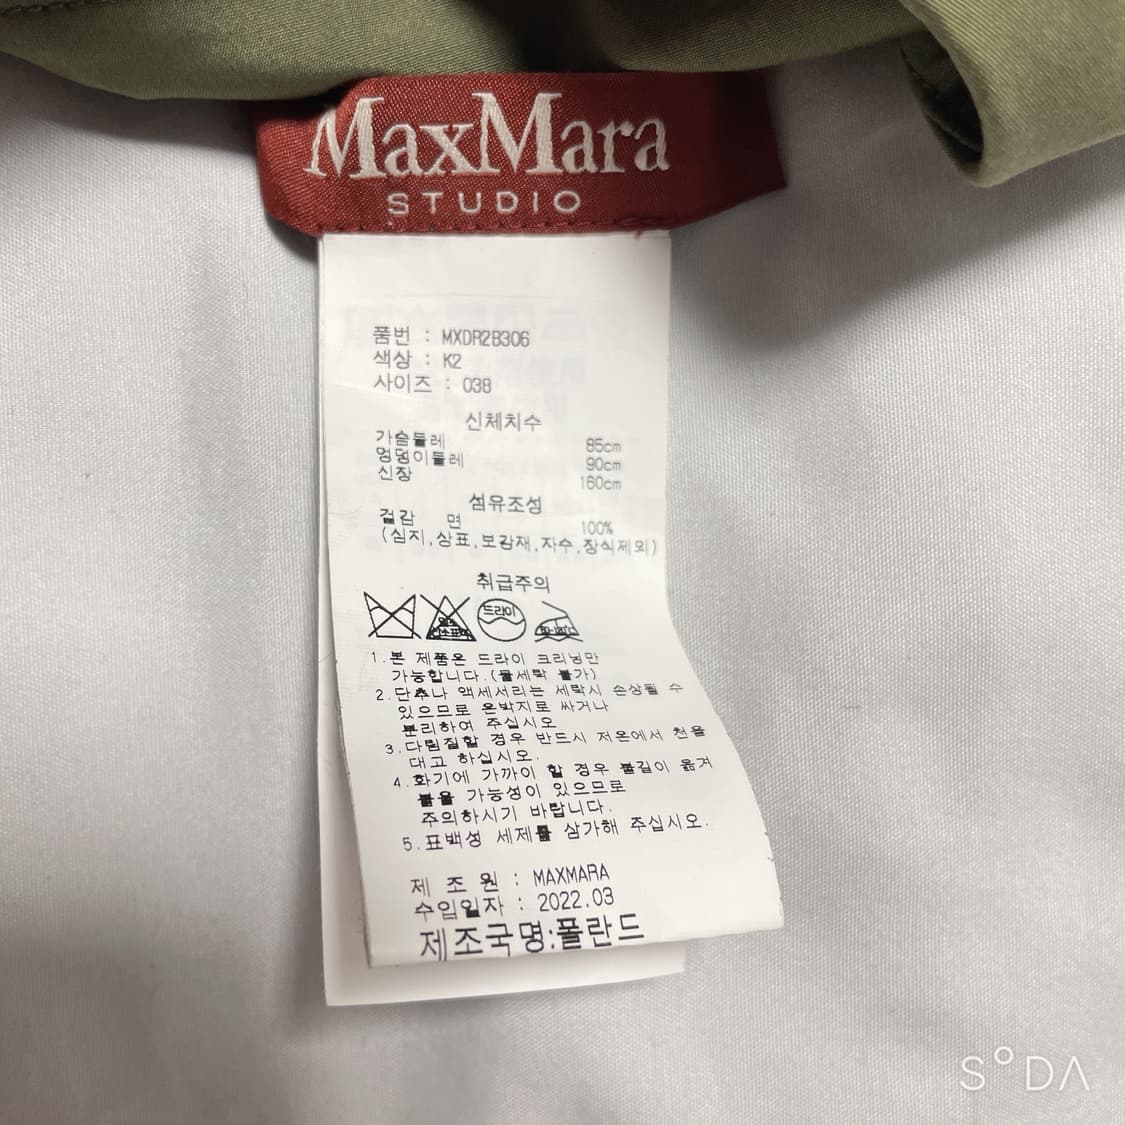 MaxMara
STUDIO
품번 : MXDR2B306
색상 : K2
사이즈 : 038
신체치수
가슴둘레 85cm
엉덩이둘레 90cm
신장 160cm
섬유조성
겉감 면 100%
(심지,상표,보강재,자수,장식제외)
취급주의
드라이
1.본 제품은 드라이 크리닝만
가능합니다.(물세탁 불가)
2.단추나 액세서리는 세탁시 손상될 수
있으므로 은박지로 싸거나
분리하여 주십시오
3.다림질할 경우 반드시 저온에서 천을
대고 하십시오.
4.화기에 가까이 할 경우 불길이 옮겨
붙을 가능성이 있으므로
주의하시기 바랍니다.
5.표백성 세제를 삼가해 주십시오.
제 조 원 : MAXMARA
수입일자 : 2022.03
제조국명:폴란드
SODA